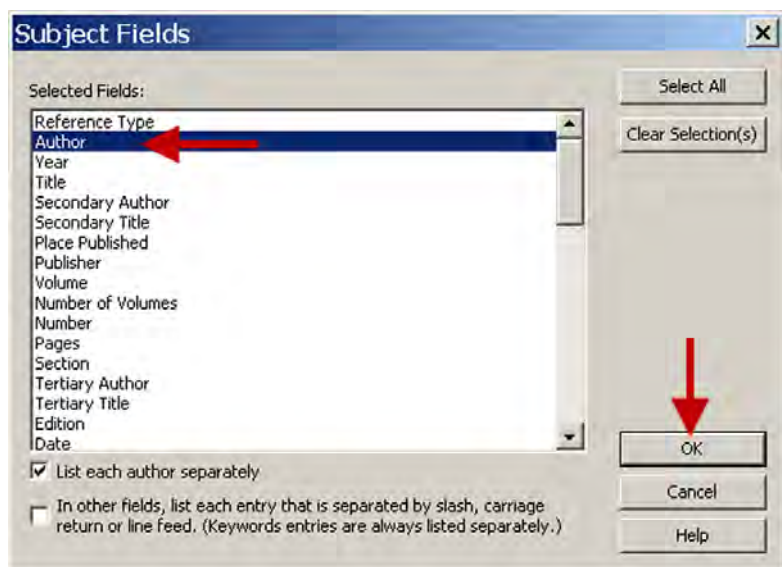 Subject Fields
Selected Fields:
Select All
Clear Selection(s)
Reference Type
Author
Year
Title
Secondary Author
Secondary Title
Place Published
Publisher
Volume
Number of Volumes
Number
Pages
Section
Tertiary Author
Tertiary Title
Edition
Date
OK
List each author separately
Cancel
In other fields, list each entry that is separated by slash, carriage
return or line feed. (Keywords entries are always listed separately.)
Help